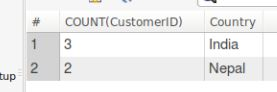 # COUNT(CustomerID) Country
1 3 India
2 2 Nepal
tup